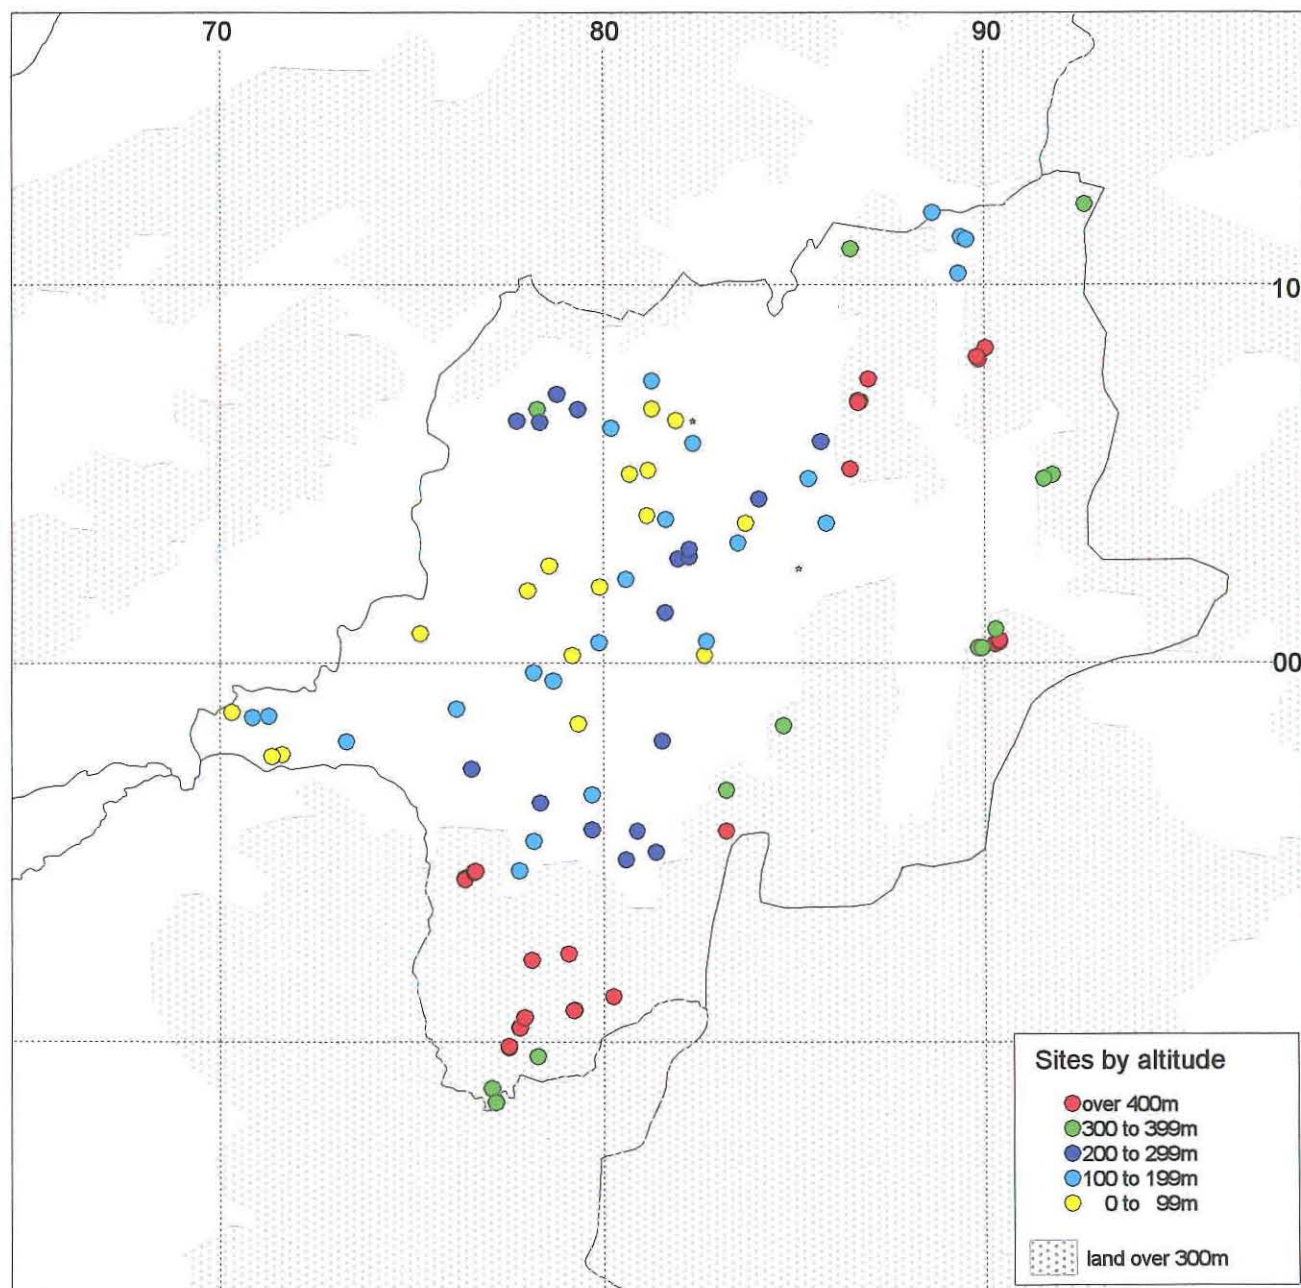 70 80 90
10
00
Sites by altitude
over 400m
300 to 399m
200 to 299m
100 to 199m
0 to 99m
land over 300m